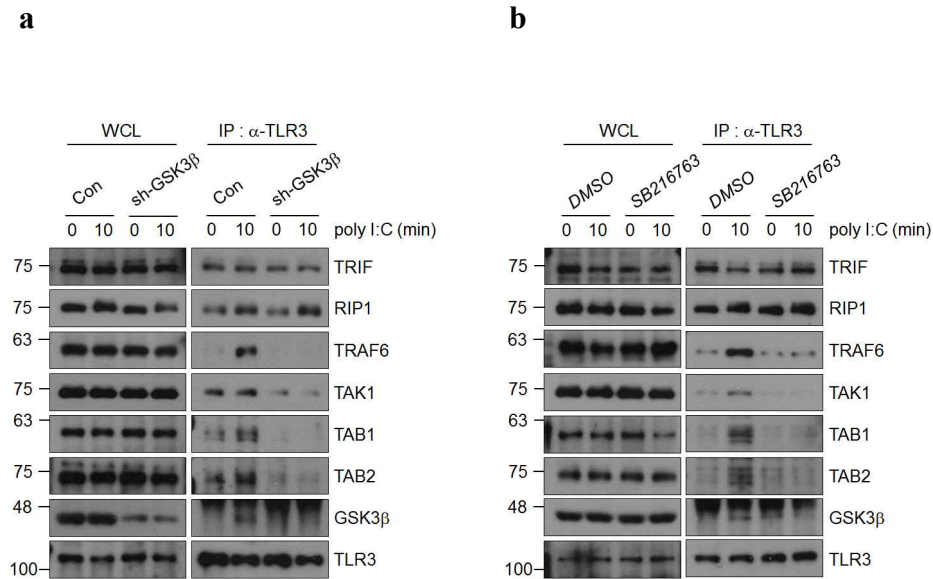 a
WCL
IP : α-TLR3
Con
sh-GSK3β
Con
sh-GSK3β
0 10 0 10 0 10 0 10 poly I:C (min)
75 TRIF
75 RIP1
63 TRAF6
75 TAK1
63 TAB1
75 TAB2
48 GSK3β
100 TLR3
b
WCL
IP : α-TLR3
DMSO
SB216763
DMSO
SB216763
0 10 0 10 0 10 0 10 poly I:C (min)
75 TRIF
75 RIP1
63 TRAF6
75 TAK1
63 TAB1
75 TAB2
48 GSK3β
100 TLR3